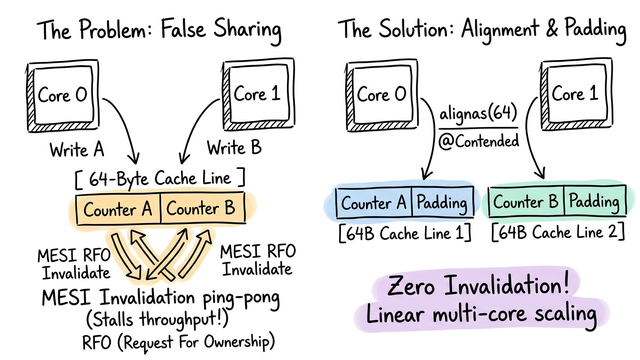 The Problem: False Sharing
Core 0
Core 1
Write A
Write B
[ 64-Byte Cache Line ]
Counter A
Counter B
MESI RFO
Invalidate
MESI RFO
Invalidate
MESI Invalidation ping-pong
(Stalls throughput!)
RFO (Request For Ownership)
The Solution: Alignment & Padding
Core 0
Core 1
alignas(64)
@Contended
Counter A
Padding
Counter B
Padding
[64B Cache Line 1]
[64B Cache Line 2]
Zero Invalidation!
Linear multi-core scaling